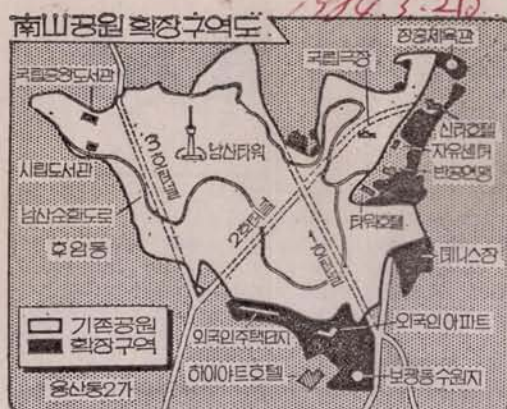 1984. 3. 2
南山공원 확장구역도
장충체육관
국립극장
국립중앙도서관
신라호텔
3호터널
남산타워
자유센터
시립도서관
반공연맹
남산순환도로
2호터널
타워호텔
1호터널
후암동
테니스장
기존공원
확장구역
외국인주택단지
외국인아파트
하이야트호텔
보광동수원지
용산동2가